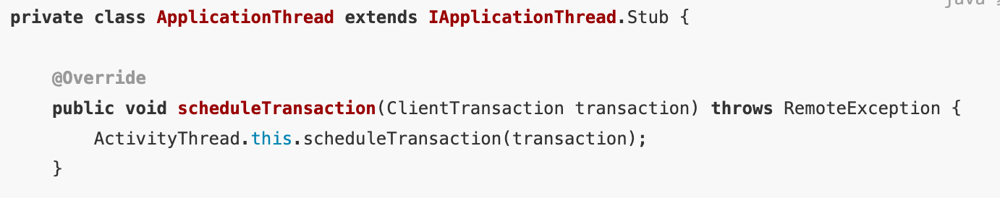 java
private class ApplicationThread extends IApplicationThread.Stub {
@Override
public void scheduleTransaction(ClientTransaction transaction) throws RemoteException {
ActivityThread.this.scheduleTransaction(transaction);
}